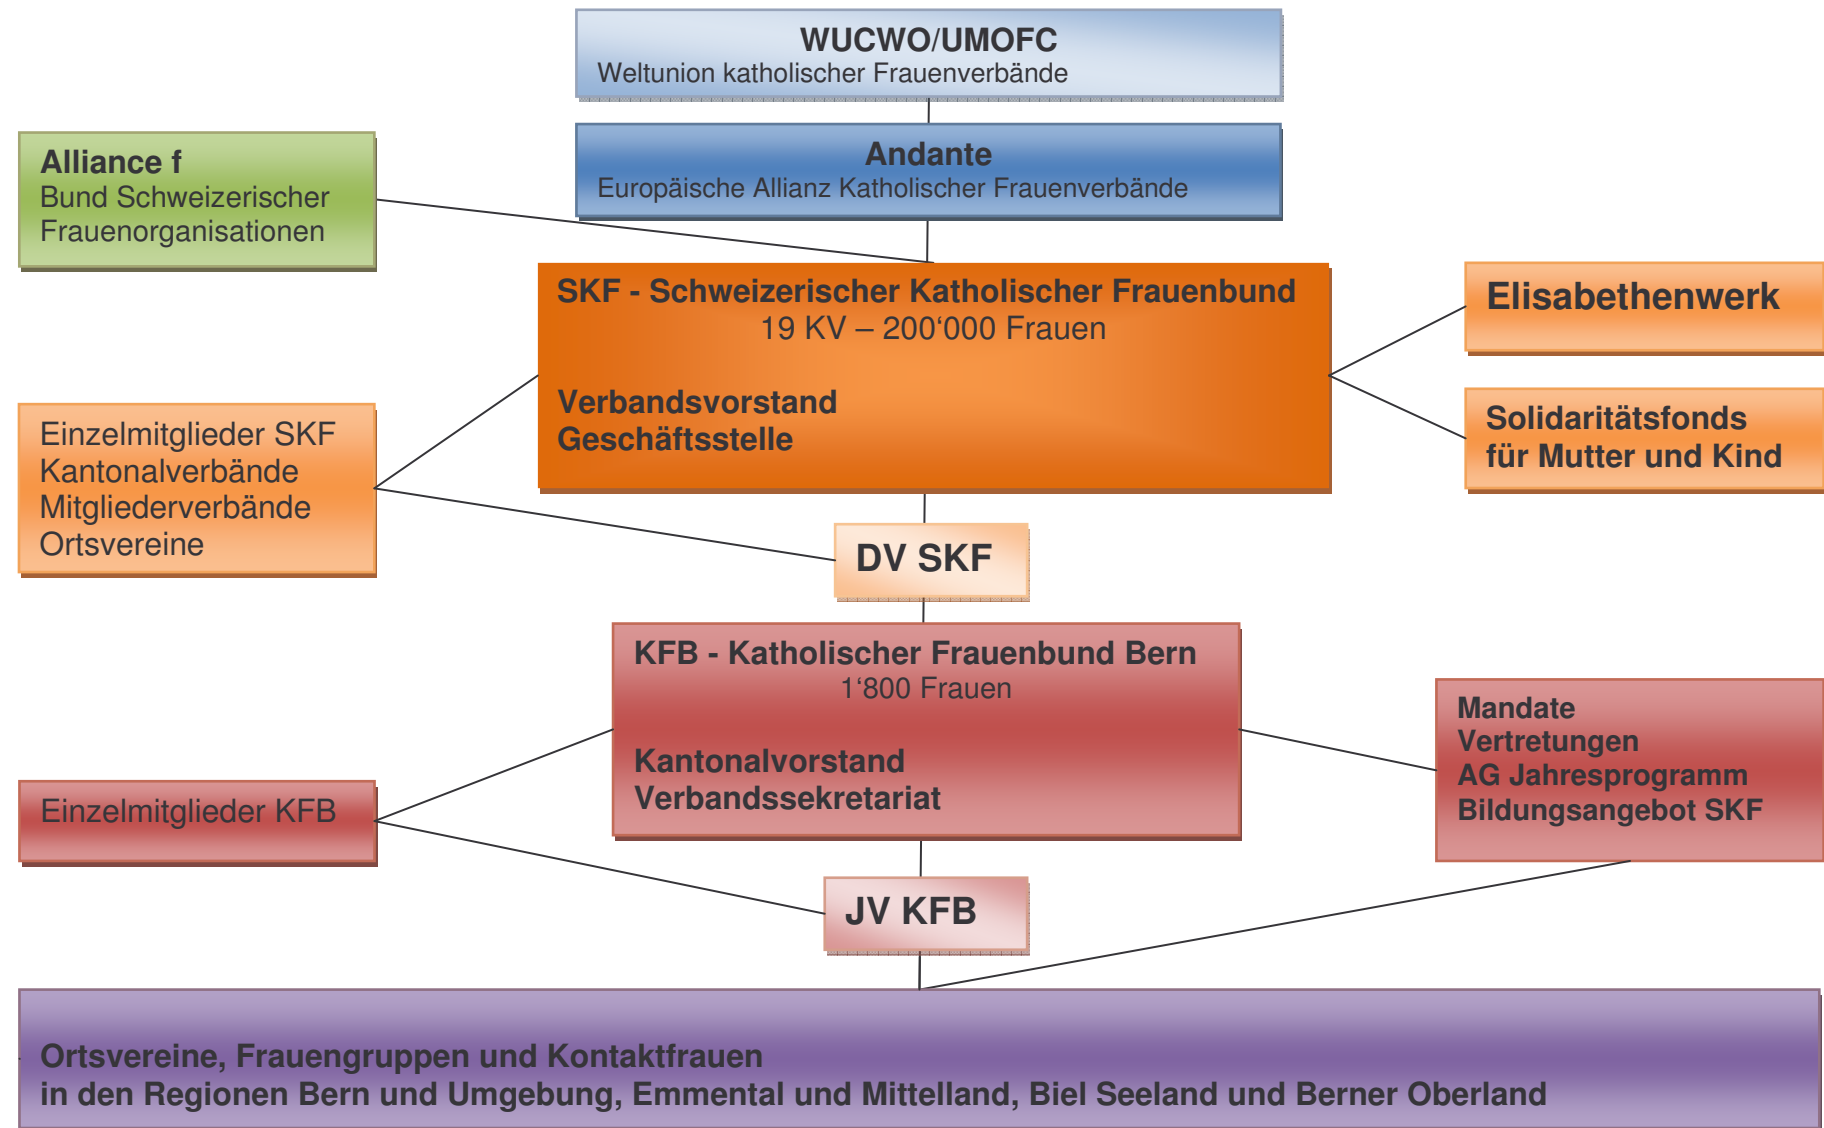 WUCWO/UMOFC
Weltunion katholischer Frauenverbände
Andante
Europäische Allianz Katholischer Frauenverbände
Alliance f
Bund Schweizerischer
Frauenorganisationen
SKF - Schweizerischer Katholischer Frauenbund
19 KV – 200‘000 Frauen
Verbandsvorstand
Geschäftsstelle
Elisabethenwerk
Solidaritätsfonds
für Mutter und Kind
Einzelmitglieder SKF
Kantonalverbände
Mitgliederverbände
Ortsvereine
DV SKF
KFB - Katholischer Frauenbund Bern
1‘800 Frauen
Kantonalvorstand
Verbandssekretariat
Mandate
Vertretungen
AG Jahresprogramm
Bildungsangebot SKF
Einzelmitglieder KFB
JV KFB
Ortsvereine, Frauengruppen und Kontaktfrauen
in den Regionen Bern und Umgebung, Emmental und Mittelland, Biel Seeland und Berner Oberland